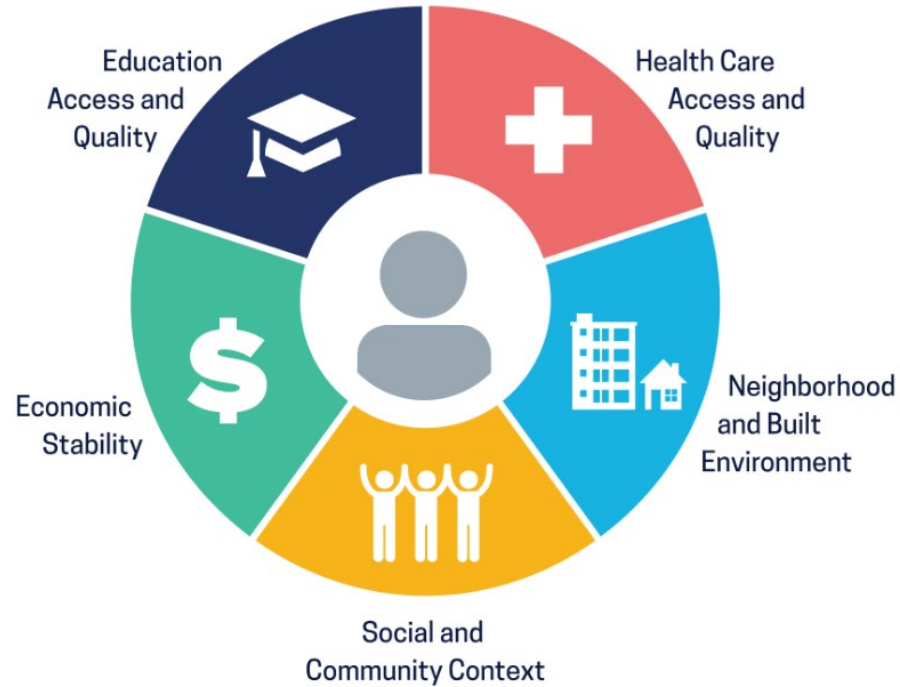 Education
Access and
Quality
Health Care
Access and
Quality
Economic
Stability
Neighborhood
and Built
Environment
Social and
Community Context